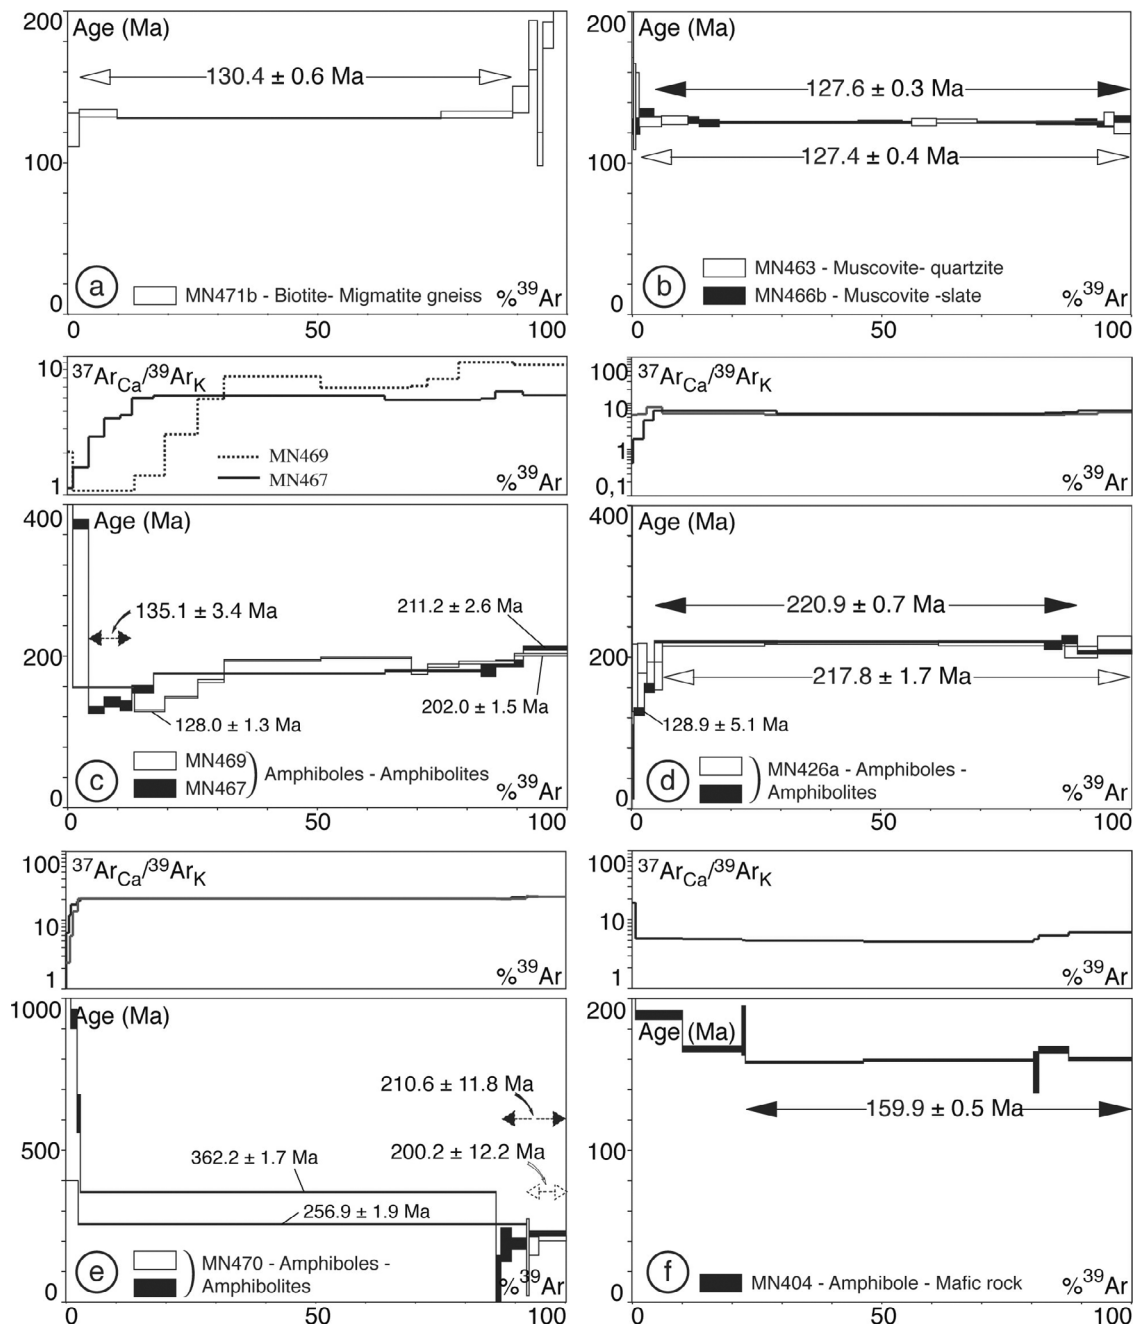 200
Age (Ma)
130.4 ± 0.6 Ma
100
a
MN471b - Biotite- Migmatite gneiss
%39Ar
0
0
50
100
200
Age (Ma)
127.6 ± 0.3 Ma
127.4 ± 0.4 Ma
100
MN463 - Muscovite- quartzite
b
MN466b - Muscovite -slate
%39Ar
0
0
50
100
10
37ArCa/39ArK
MN469
MN467
1
%39Ar
400
Age (Ma)
211.2 ± 2.6 Ma
135.1 ± 3.4 Ma
200
202.0 ± 1.5 Ma
128.0 ± 1.3 Ma
c
MN469
MN467
Amphiboles - Amphibolites
0
%39Ar
0
50
100
100
37ArCa/39ArK
10
1
0,1
%39Ar
400
Age (Ma)
220.9 ± 0.7 Ma
200
217.8 ± 1.7 Ma
128.9 ± 5.1 Ma
d
MN426a - Amphiboles -
Amphibolites
0
%39Ar
0
50
100
100
37ArCa/39ArK
10
1
%39Ar
1000
Age (Ma)
210.6 ± 11.8 Ma
500
362.2 ± 1.7 Ma
200.2 ± 12.2 Ma
256.9 ± 1.9 Ma
e
MN470 - Amphiboles -
Amphibolites
0
%39Ar
0
50
100
100
37ArCa/39ArK
10
1
%39Ar
200
Age (Ma)
159.9 ± 0.5 Ma
100
f
MN404 - Amphibole - Mafic rock
%39Ar
0
0
50
100